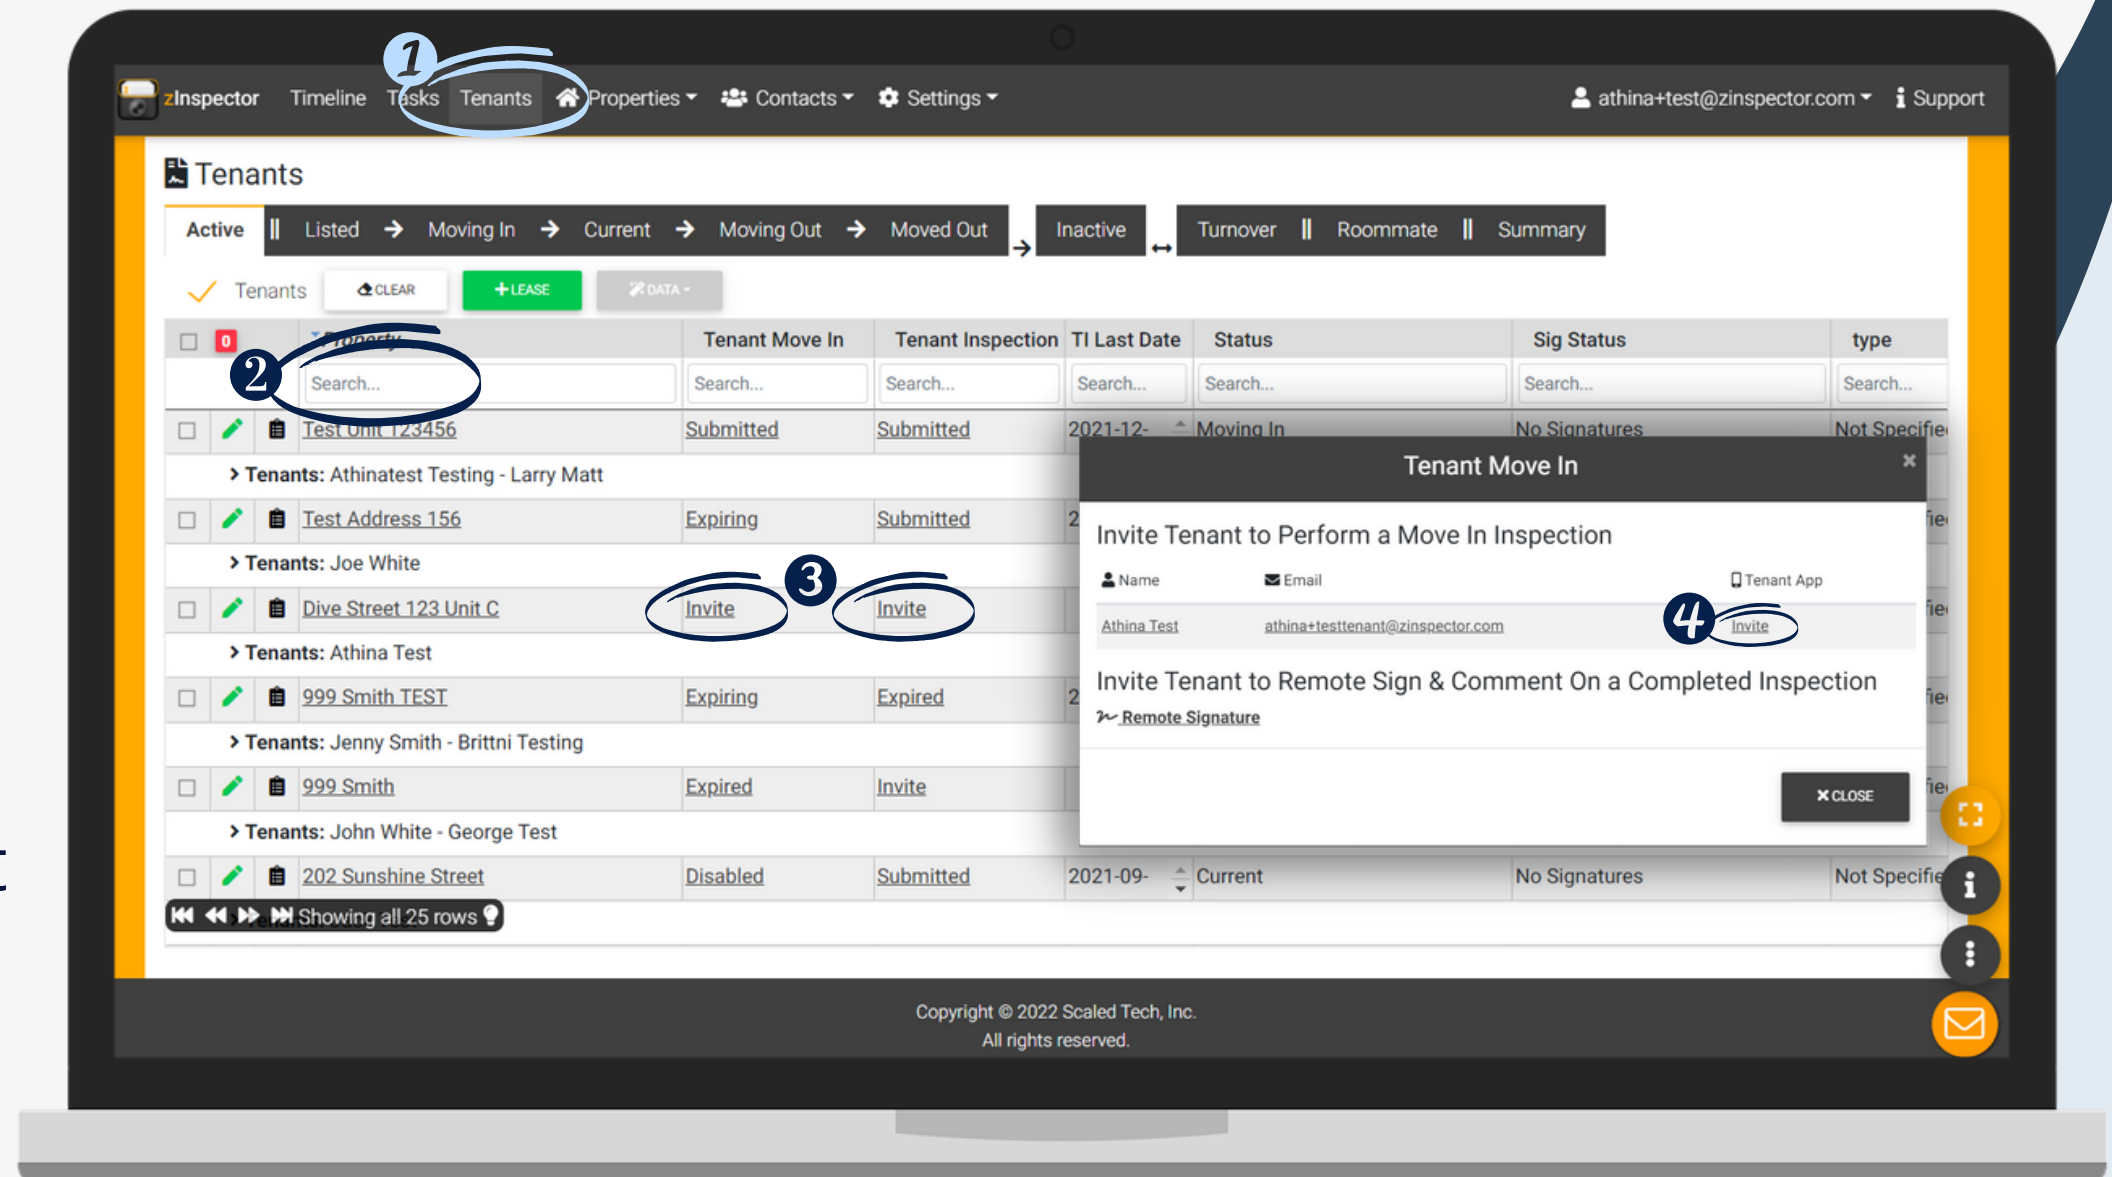 1
zInspector Timeline Tasks Tenants Properties Contacts Settings athina+test@zinspector.com Support
Tenants
Active Listed Moving In Current Moving Out Moved Out Inactive Turnover Roommate Summary
Tenants CLEAR +LEASE DATA
0 Property Tenant Move In Tenant Inspection TI Last Date Status Sig Status type
2 Search... Search... Search... Search... Search... Search... Search...
Test Unit 123456 Submitted Submitted 2021-12- Moving In No Signatures Not Specifie
> Tenants: Athinatest Testing - Larry Matt
Test Address 156 Expiring Submitted 2
> Tenants: Joe White
3
Dive Street 123 Unit C Invite Invite
> Tenants: Athina Test
999 Smith TEST Expiring Expired 2
> Tenants: Jenny Smith - Brittni Testing
999 Smith Expired Invite
> Tenants: John White - George Test
202 Sunshine Street Disabled Submitted 2021-09- Current No Signatures Not Specifie
Showing all 25 rows
Tenant Move In ×
Invite Tenant to Perform a Move In Inspection
Name Email Tenant App
Athina Test athina+testtenant@zinspector.com 4 Invite
Invite Tenant to Remote Sign & Comment On a Completed Inspection
Remote Signature
× CLOSE
Copyright © 2022 Scaled Tech, Inc.
All rights reserved.